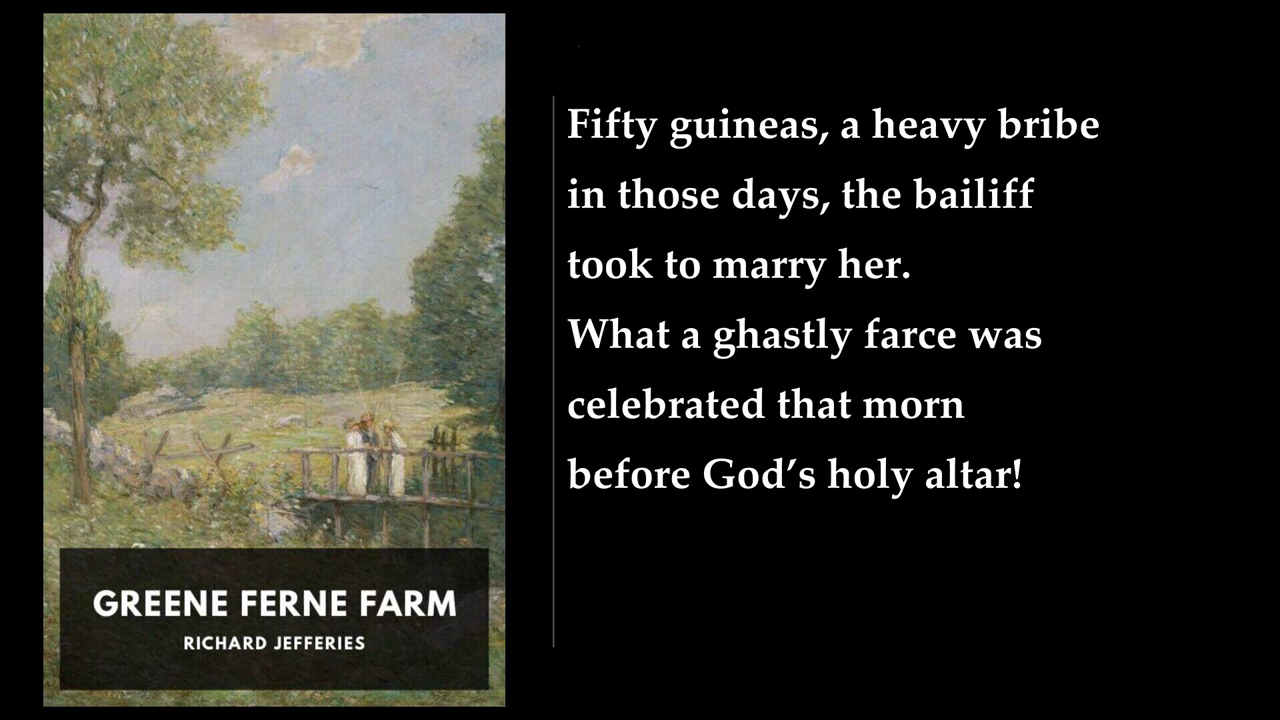 Fifty guineas, a heavy bribe
in those days, the bailiff
took to marry her.
What a ghastly farce was
celebrated that morn
before God’s holy altar!
GREENE FERNE FARM
RICHARD JEFFERIES